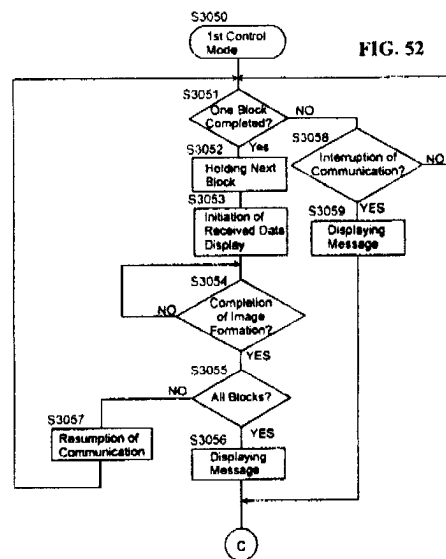 S3050
1st Control
Mode
FIG. 52
S3051
One Block
Completed?
NO
Yes
S3052
Holding Next
Block
S3058
Interruption of
Communication?
NO
YES
S3053
Initiation of
Received Data
Display
S3059
Displaying
Message
S3054
Completion
of Image
Formation?
NO
YES
S3055
All Blocks?
NO
YES
S3057
Resumption of
Communication
S3056
Displaying
Message
C